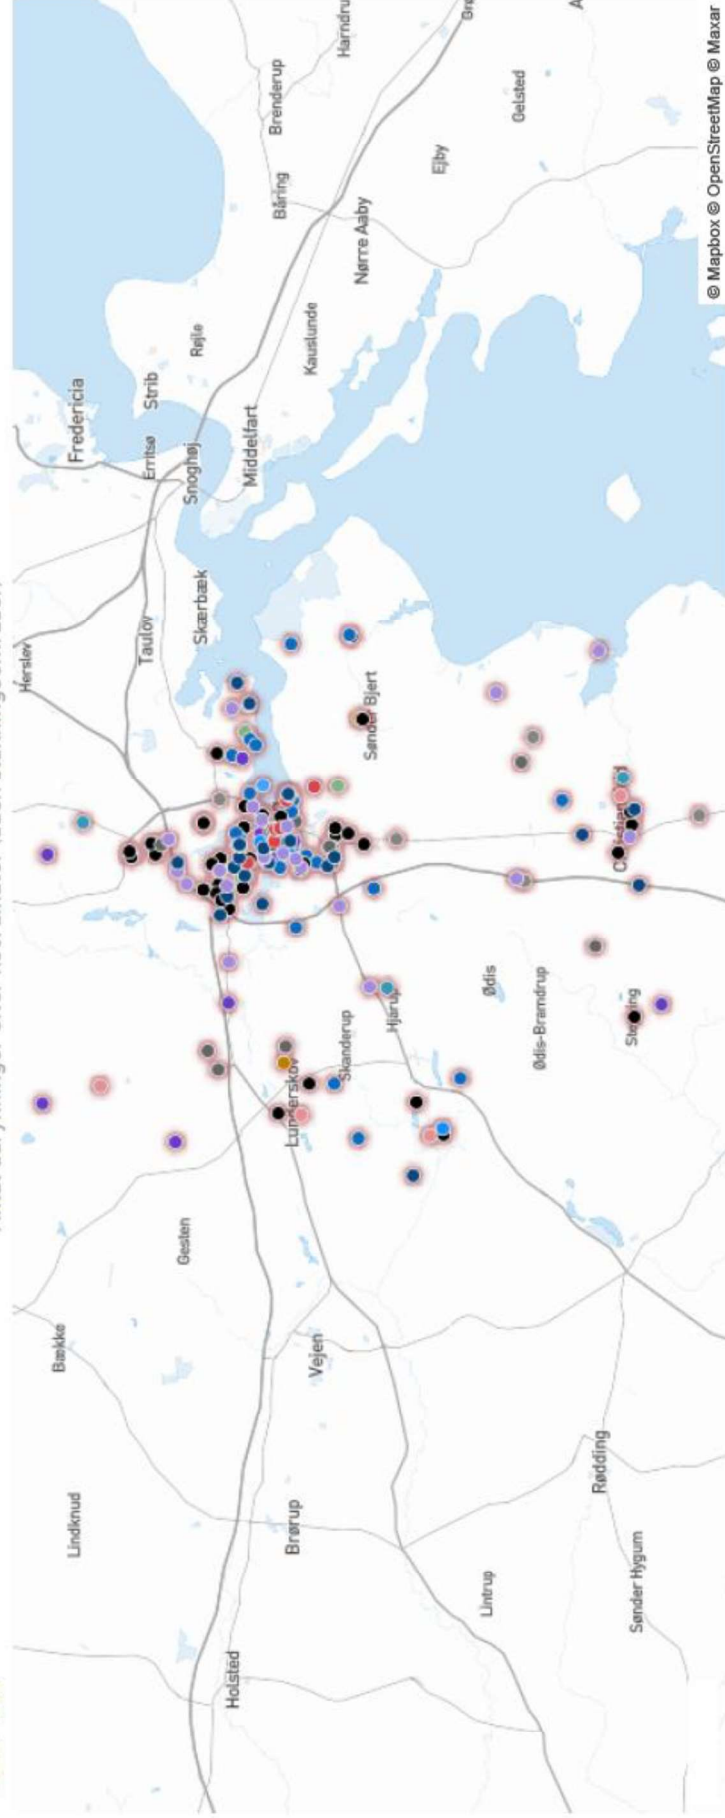 Herslev
Bække
Lindknud
Fredericia
Taulov
Erritsø
Strib
Gesten
Snoghøj
Røjle
Skærbæk
Holsted
Middelfart
Brenderup
Båring
Brørup
Lunderskov
Kauslunde
Vejen
Harndru
Skanderup
Nørre Aaby
Sønder Bjert
Hjarup
Ejby
Lintrup
Ødis
Gelsted
Ødis-Bramdrup
Rødding
Sønder Hygum
© Mapbox © OpenStreetMap © Maxar